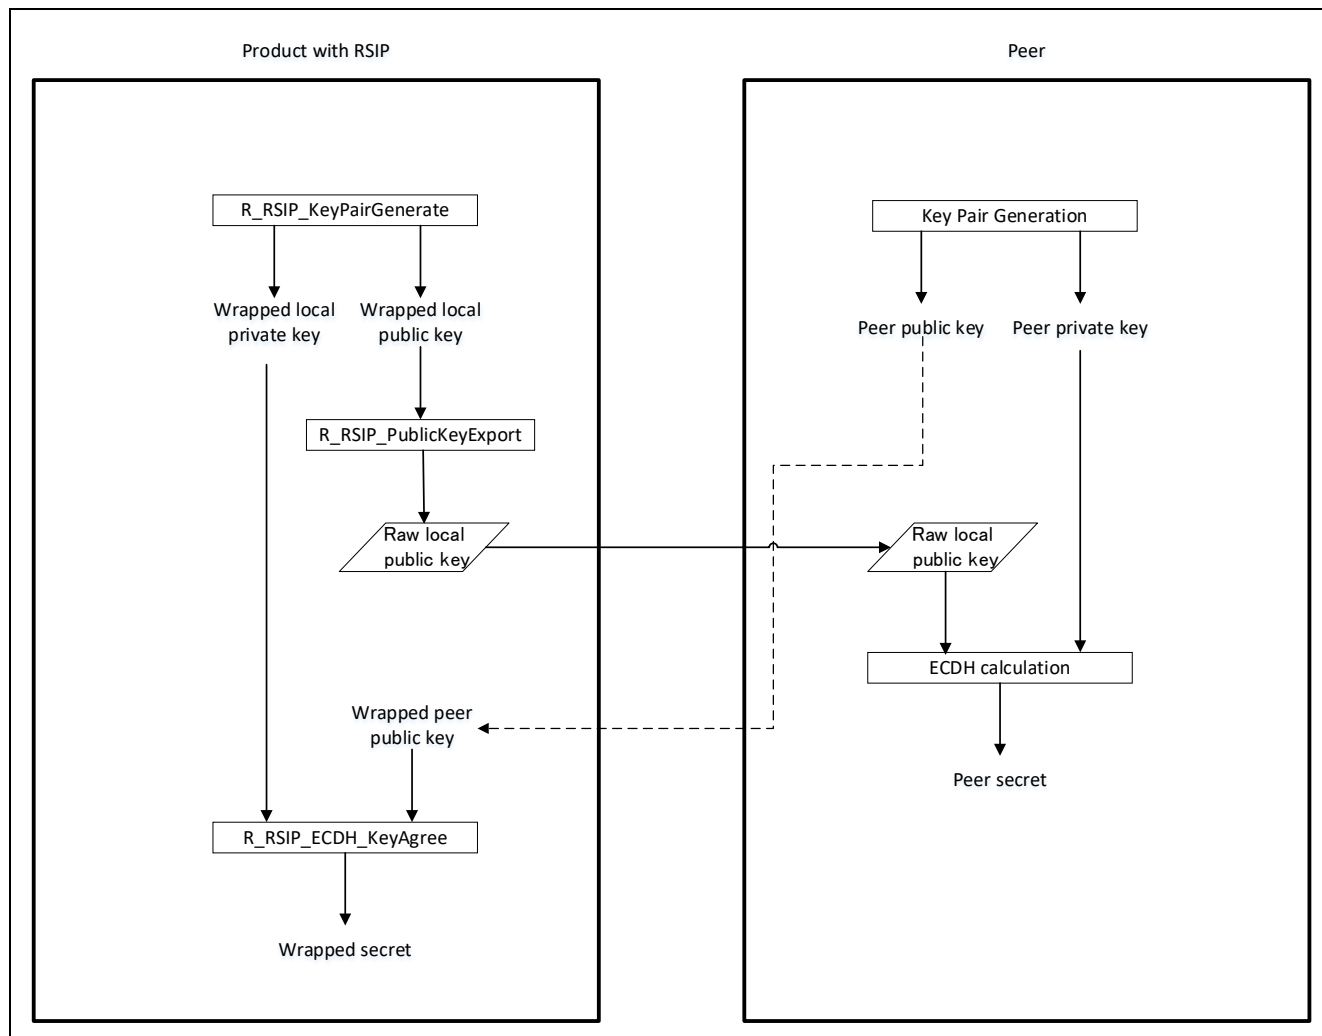 Product with RSIP
Peer
R_RSIP_KeyPairGenerate
Key Pair Generation
Wrapped local
private key
Wrapped local
public key
Peer public key
Peer private key
R_RSIP_PublicKeyExport
Raw local
public key
Raw local
public key
ECDH calculation
Wrapped peer
public key
Peer secret
R_RSIP_ECDH_KeyAgree
Wrapped secret